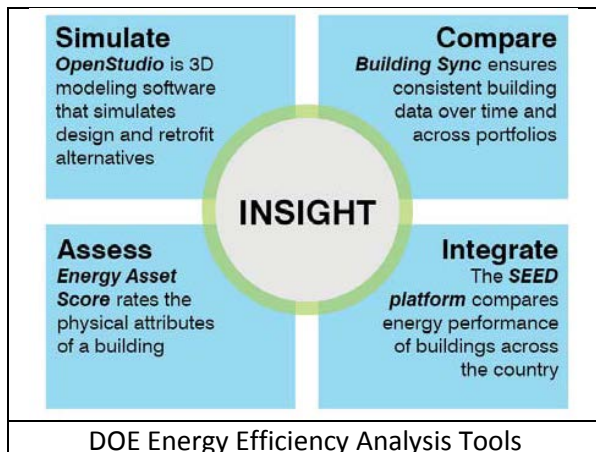 Simulate
OpenStudio is 3D
modeling software
that simulates
design and retrofit
alternatives
Compare
Building Sync ensures
consistent building
data over time and
across portfolios
INSIGHT
Assess
Energy Asset
Score rates the
physical attributes
of a building
Integrate
The SEED
platform compares
energy performance
of buildings across
the country
DOE Energy Efficiency Analysis Tools